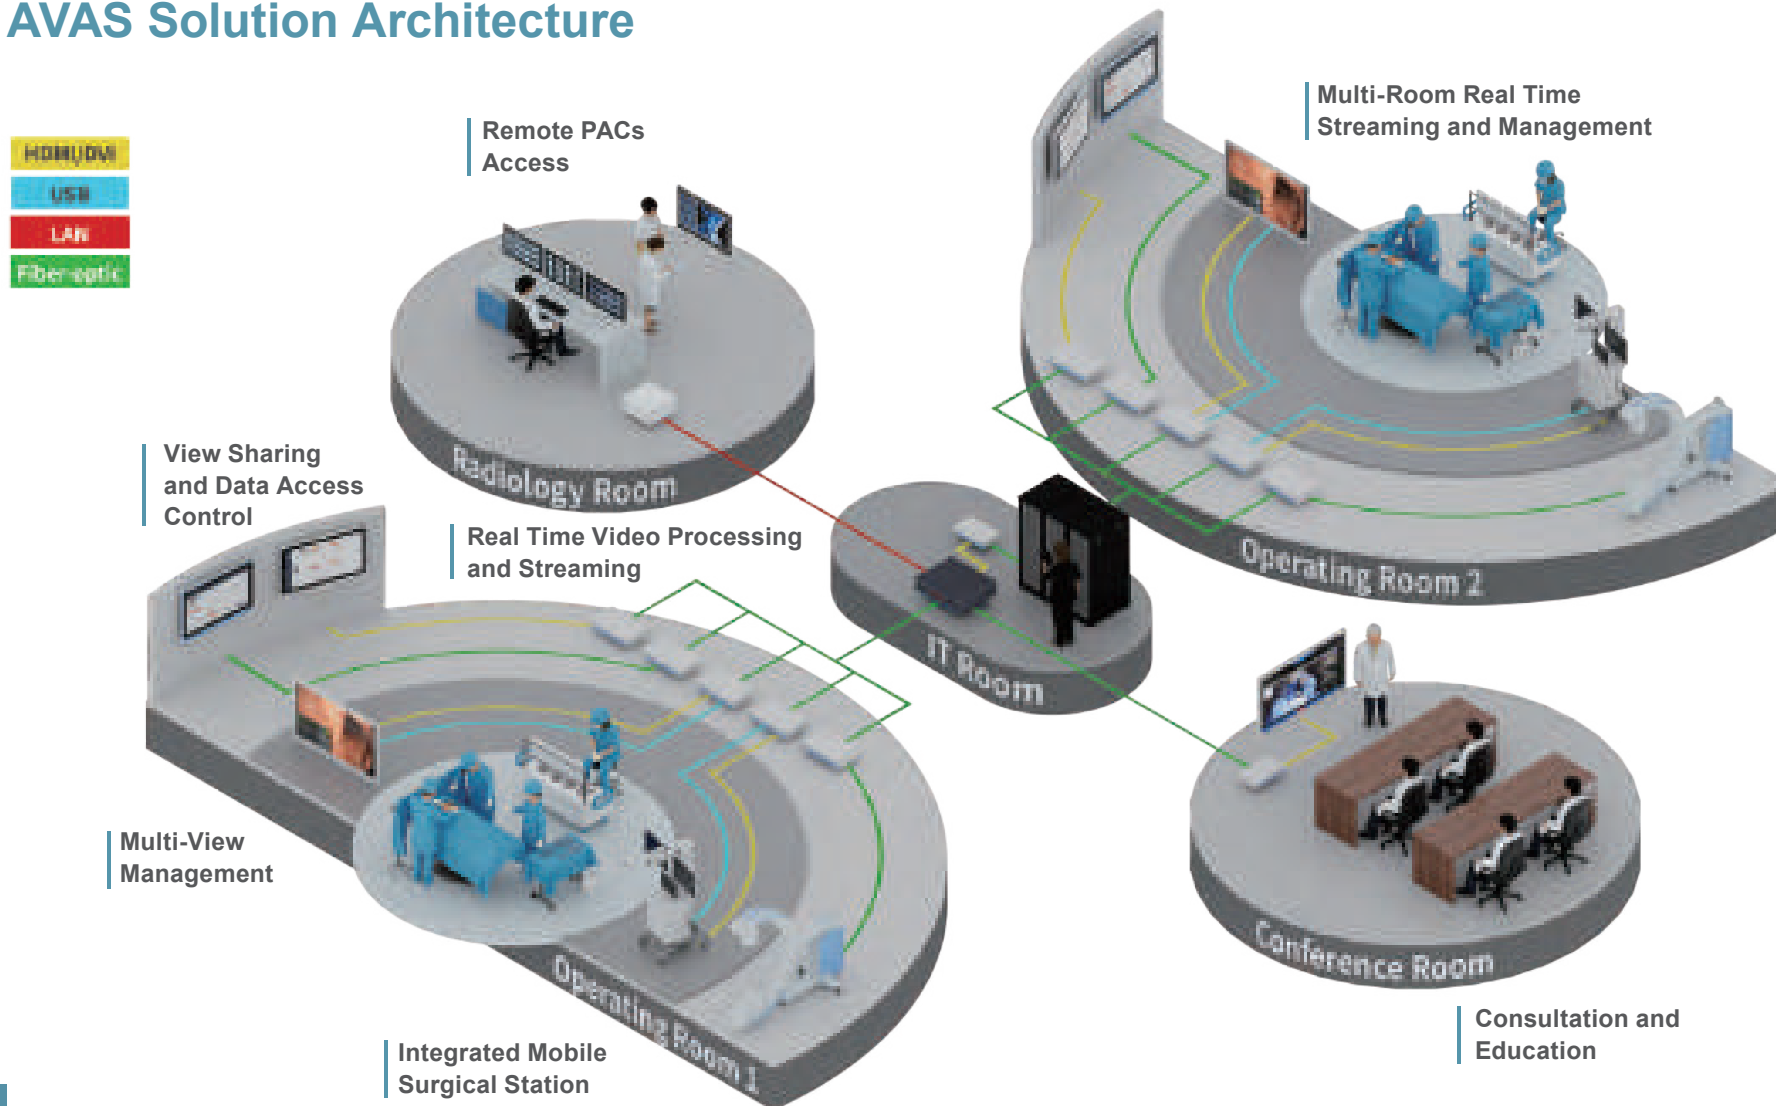 AVAS Solution Architecture
HDMI/DVI
USB
LAN
Fiber-optic
Remote PACs
Access
Multi-Room Real Time
Streaming and Management
View Sharing
and Data Access
Control
Radiology Room
Real Time Video Processing
and Streaming
Operating Room 2
IT Room
Multi-View
Management
Operating Room 1
Conference Room
Integrated Mobile
Surgical Station
Consultation and
Education